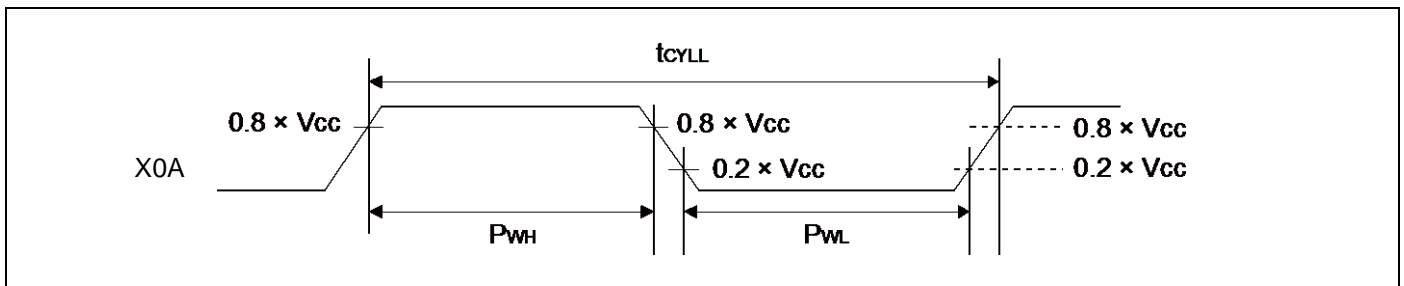 tCYLL
0.8 × Vcc 0.8 × Vcc 0.8 × Vcc
X0A 0.2 × Vcc 0.2 × Vcc
PWH PWL